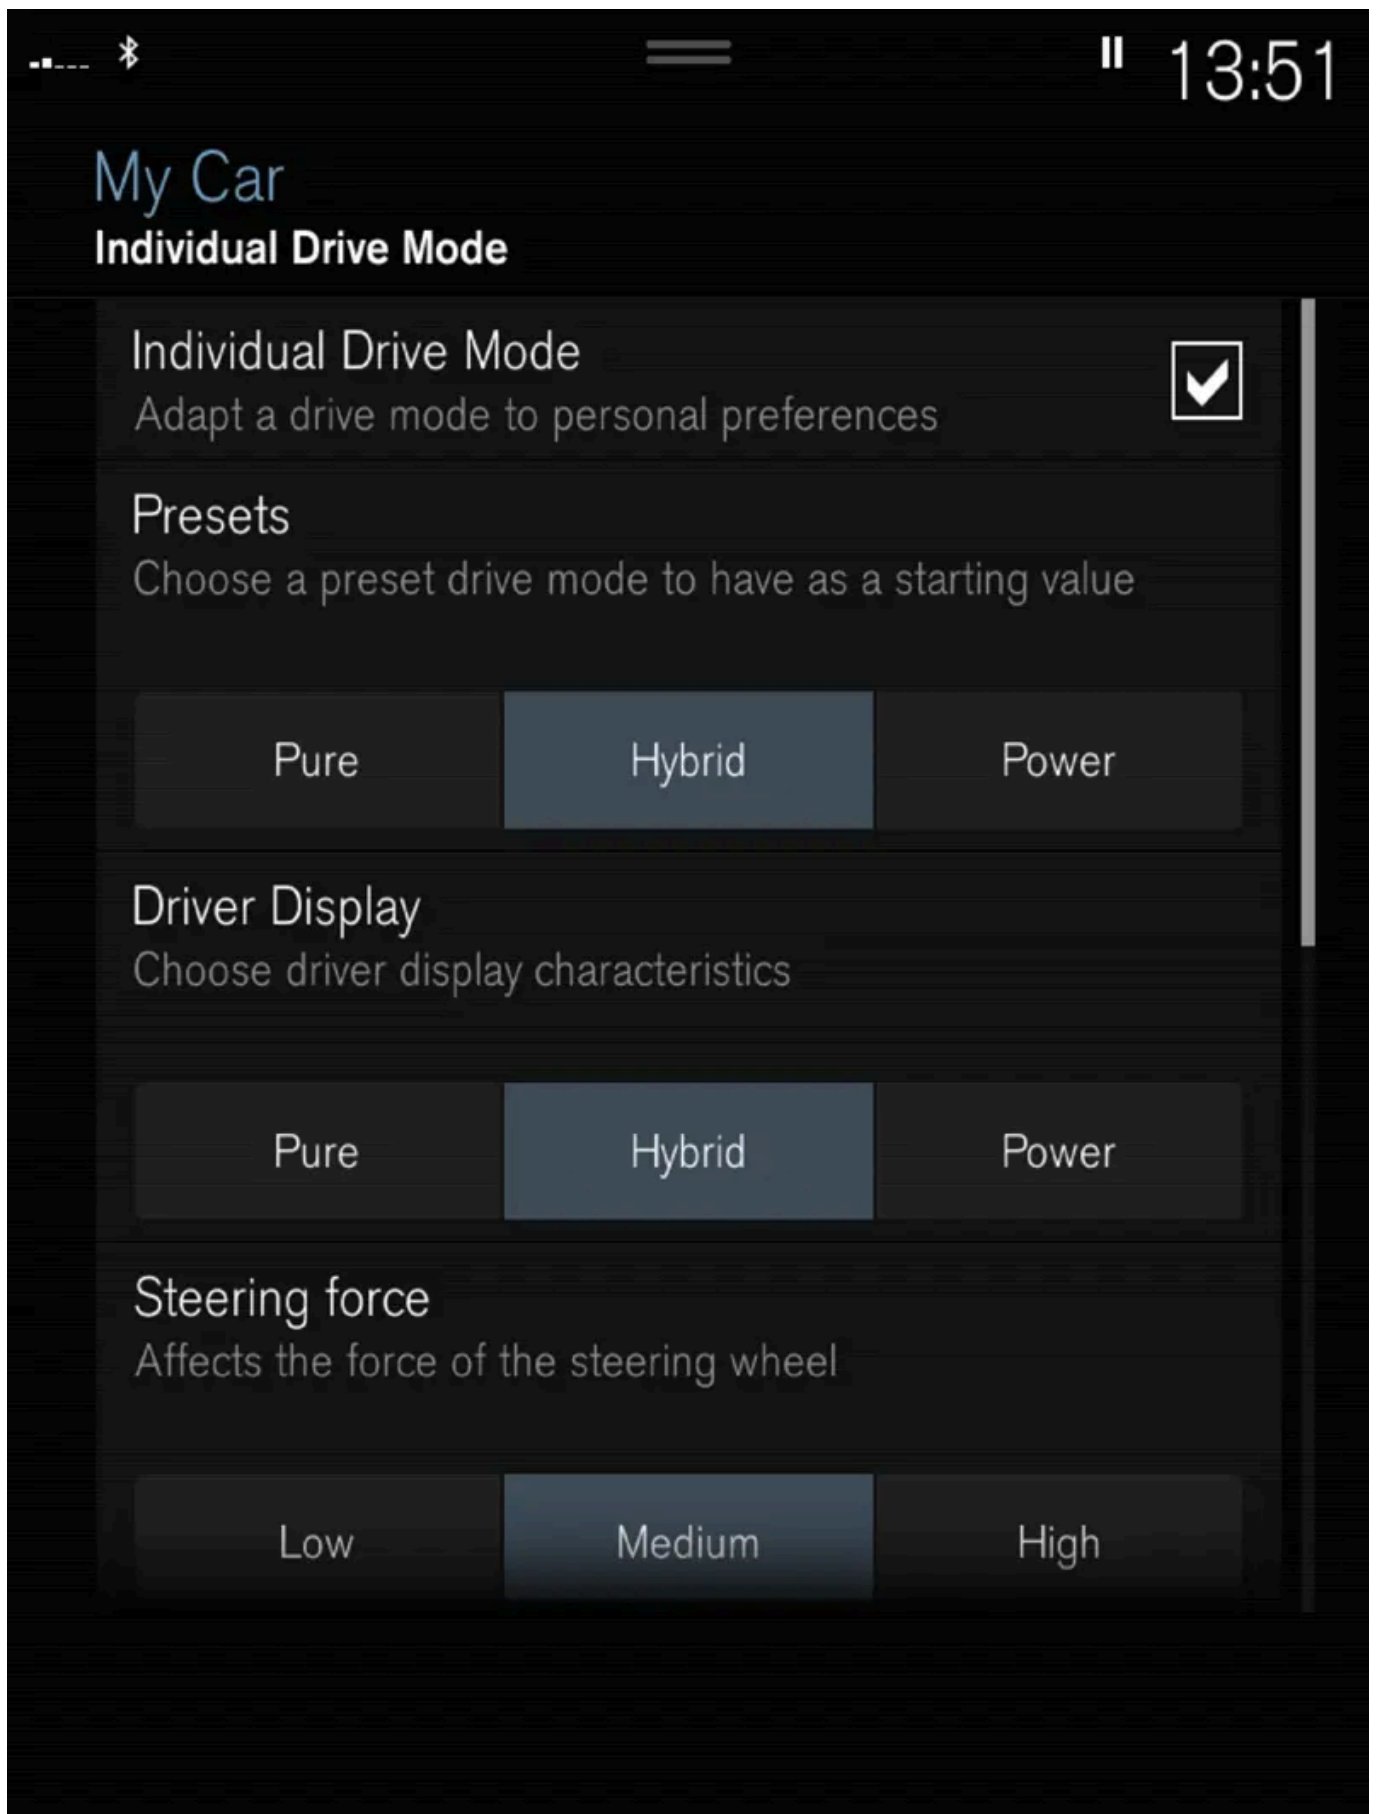 13:51
My Car
Individual Drive Mode
Individual Drive Mode
Adapt a drive mode to personal preferences
Presets
Choose a preset drive mode to have as a starting value
Pure Hybrid Power
Driver Display
Choose driver display characteristics
Pure Hybrid Power
Steering force
Affects the force of the steering wheel
Low Medium High